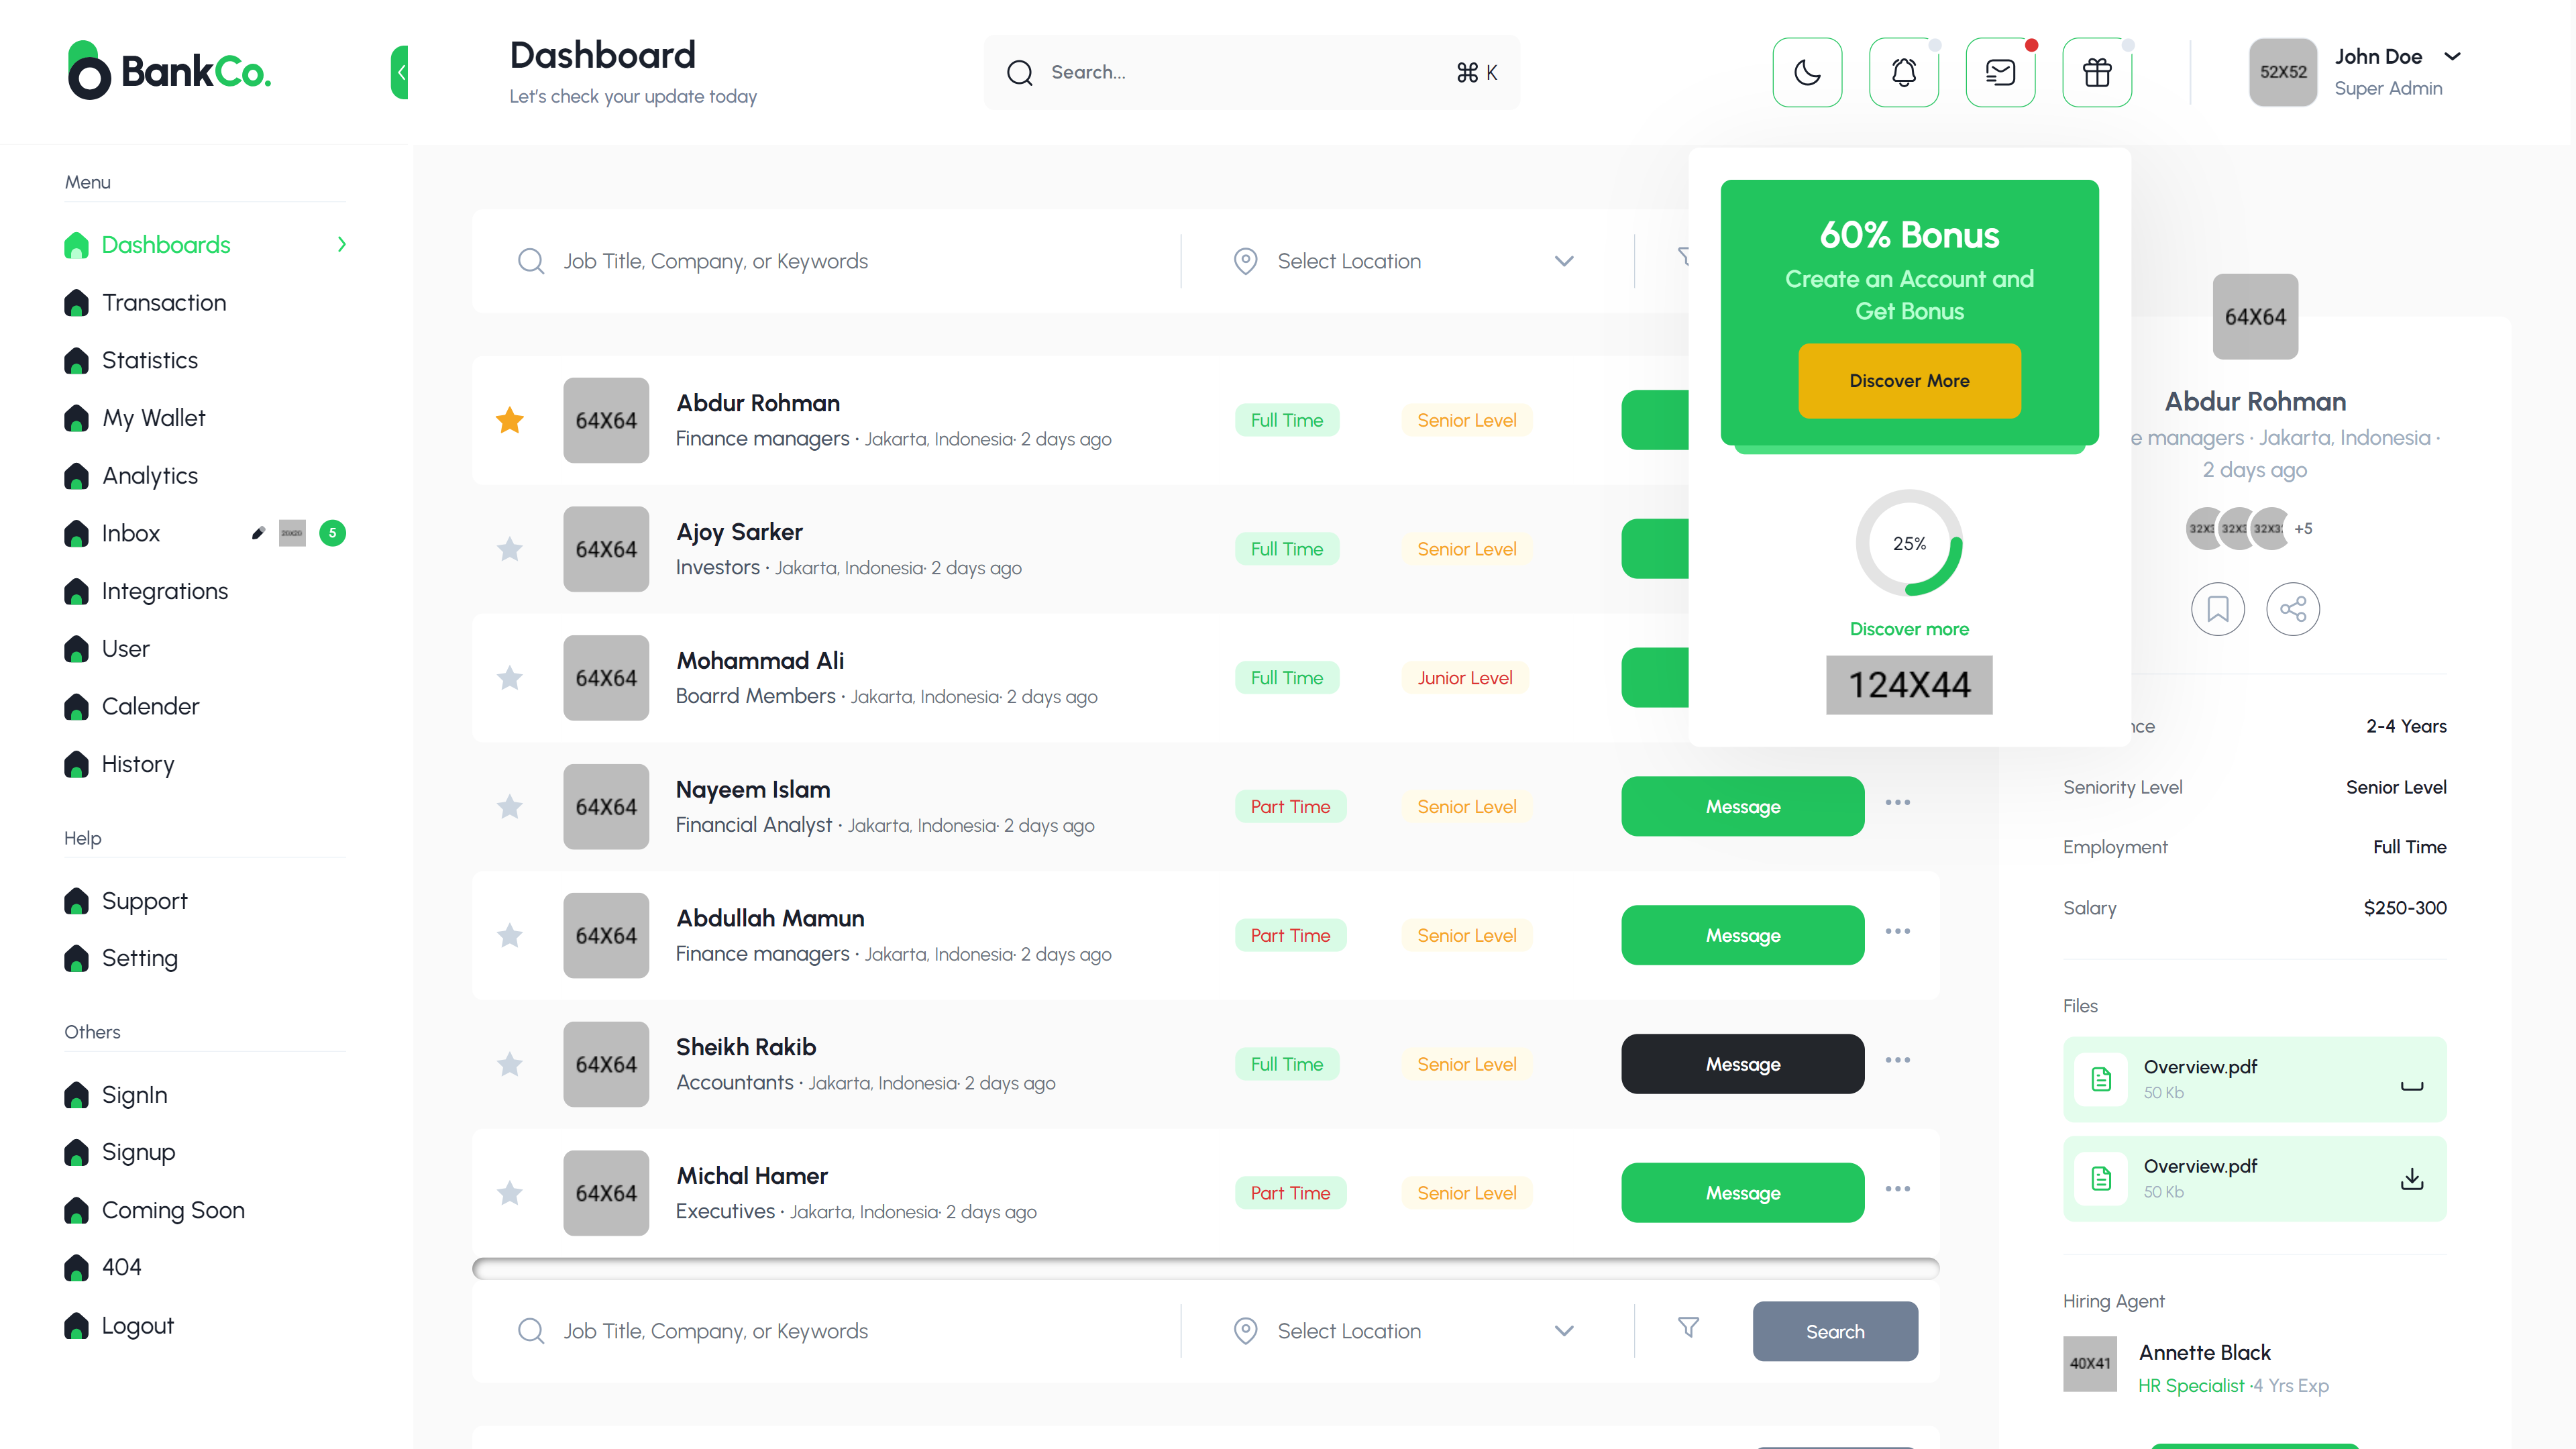 BankCo.
Dashboard
Let's check your update today
Search...
⌘ K
52X52
John Doe
Super Admin
Menu
Dashboards
Transaction
Statistics
My Wallet
Analytics
Inbox
5
Integrations
User
Calender
History
Help
Support
Setting
Others
SignIn
Signup
Coming Soon
404
Logout
Job Title, Company, or Keywords
Select Location
64X64
Abdur Rohman
Finance managers · Jakarta, Indonesia· 2 days ago
Full Time
Senior Level
64X64
Ajoy Sarker
Investors · Jakarta, Indonesia· 2 days ago
Full Time
Senior Level
64X64
Mohammad Ali
Boarrd Members · Jakarta, Indonesia· 2 days ago
Full Time
Junior Level
64X64
Nayeem Islam
Financial Analyst · Jakarta, Indonesia· 2 days ago
Part Time
Senior Level
Message
64X64
Abdullah Mamun
Finance managers · Jakarta, Indonesia· 2 days ago
Part Time
Senior Level
Message
64X64
Sheikh Rakib
Accountants · Jakarta, Indonesia· 2 days ago
Full Time
Senior Level
Message
64X64
Michal Hamer
Executives · Jakarta, Indonesia· 2 days ago
Part Time
Senior Level
Message
Job Title, Company, or Keywords
Select Location
Search
60% Bonus
Create an Account and
Get Bonus
Discover More
25%
Discover more
124X44
64X64
Abdur Rohman
managers · Jakarta, Indonesia ·
2 days ago
+5
2-4 Years
Seniority Level
Senior Level
Employment
Full Time
Salary
$250-300
Files
Overview.pdf
50 Kb
Overview.pdf
50 Kb
Hiring Agent
40X41
Annette Black
HR Specialist ·4 Yrs Exp